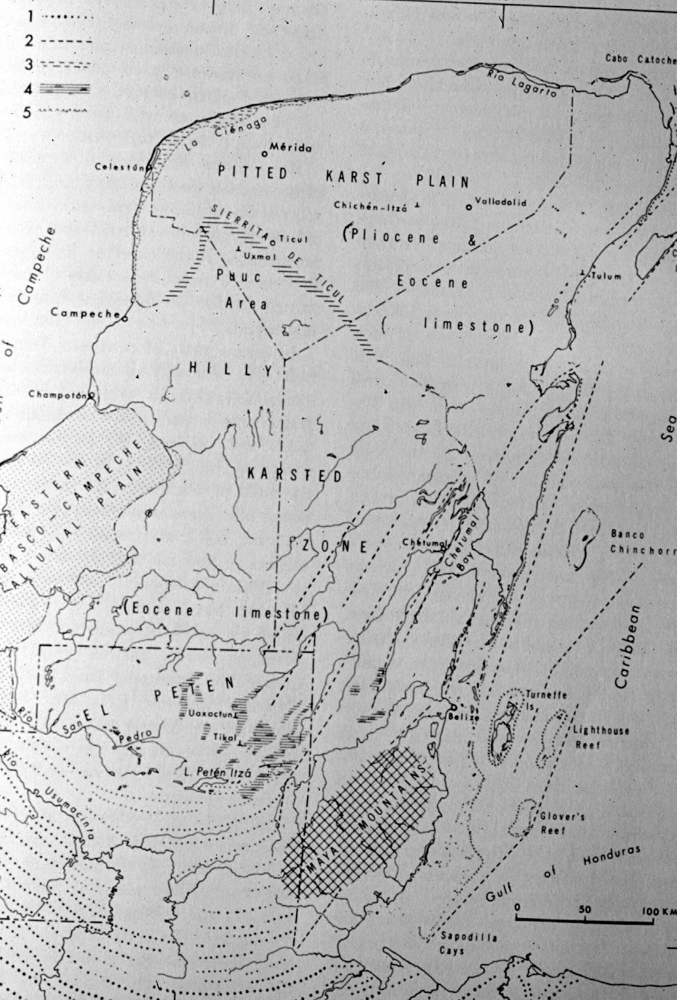 1
2
3
4
5
Cabo Catoche
Río Lagarto
La Ciénaga
Mérida
Celestún
PITTED KARST PLAIN
Chichén-Itzá
Valladolid
SIERRITA DE TICUL
Ticul
(Pliocene &
Uxmal
Campeche
of
Puuc
Area
Eocene
Tulum
Campeche
( limestone)
HILLY
Champotón
Sea
EASTERN
BASCO-CAMPECHE
ALLUVIAL PLAIN
KARSTED
ZONE
Chetumal
Chetumal
Bay
Banco
Chinchorr
(Eocene limestone)
Caribbean
EL PETEN
Uaxactun
Tikal
Río
San Pedro
L. Petén Itzá
Turneffe
Is.
Belize
Lighthouse
Reef
Río
Usumacinta
MAYA MOUNTAINS
Glover's
Reef
Gulf of Honduras
0 50 100 KM
Sapodilla
Cays